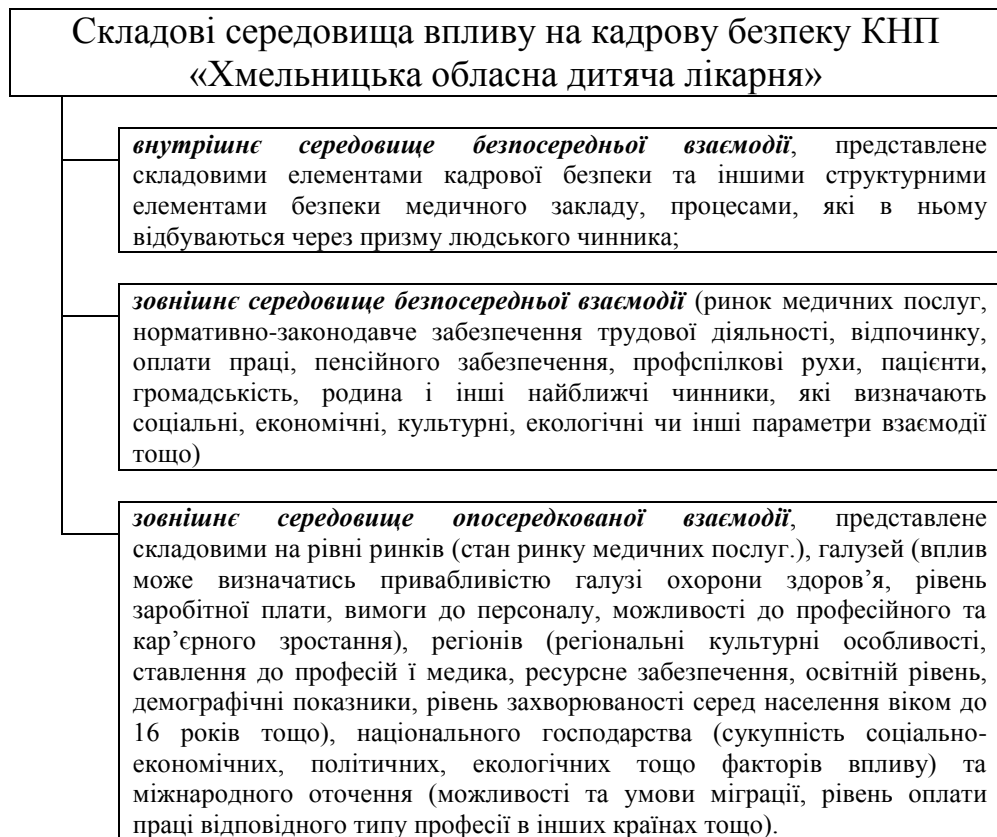 Складові середовища впливу на кадрову безпеку КНП
«Хмельницька обласна дитяча лікарня»
внутрішнє середовище безпосередньої взаємодії, представлене
складовими елементами кадрової безпеки та іншими структурними
елементами безпеки медичного закладу, процесами, які в ньому
відбуваються через призму людського чинника;
зовнішнє середовище безпосередньої взаємодії (ринок медичних послуг,
нормативно-законодавче забезпечення трудової діяльності, відпочинку,
оплати праці, пенсійного забезпечення, профспілкові рухи, пацієнти,
громадськість, родина і інші найближчі чинники, які визначають
соціальні, економічні, культурні, екологічні чи інші параметри взаємодії
тощо)
зовнішнє середовище опосередкованої взаємодії, представлене
складовими на рівні ринків (стан ринку медичних послуг.), галузей (вплив
може визначатись привабливістю галузі охорони здоров’я, рівень
заробітної плати, вимоги до персоналу, можливості до професійного та
кар’єрного зростання), регіонів (регіональні культурні особливості,
ставлення до професій ї медика, ресурсне забезпечення, освітній рівень,
демографічні показники, рівень захворюваності серед населення віком до
16 років тощо), національного господарства (сукупність соціально-
економічних, політичних, екологічних тощо факторів впливу) та
міжнародного оточення (можливості та умови міграції, рівень оплати
праці відповідного типу професії в інших країнах тощо).